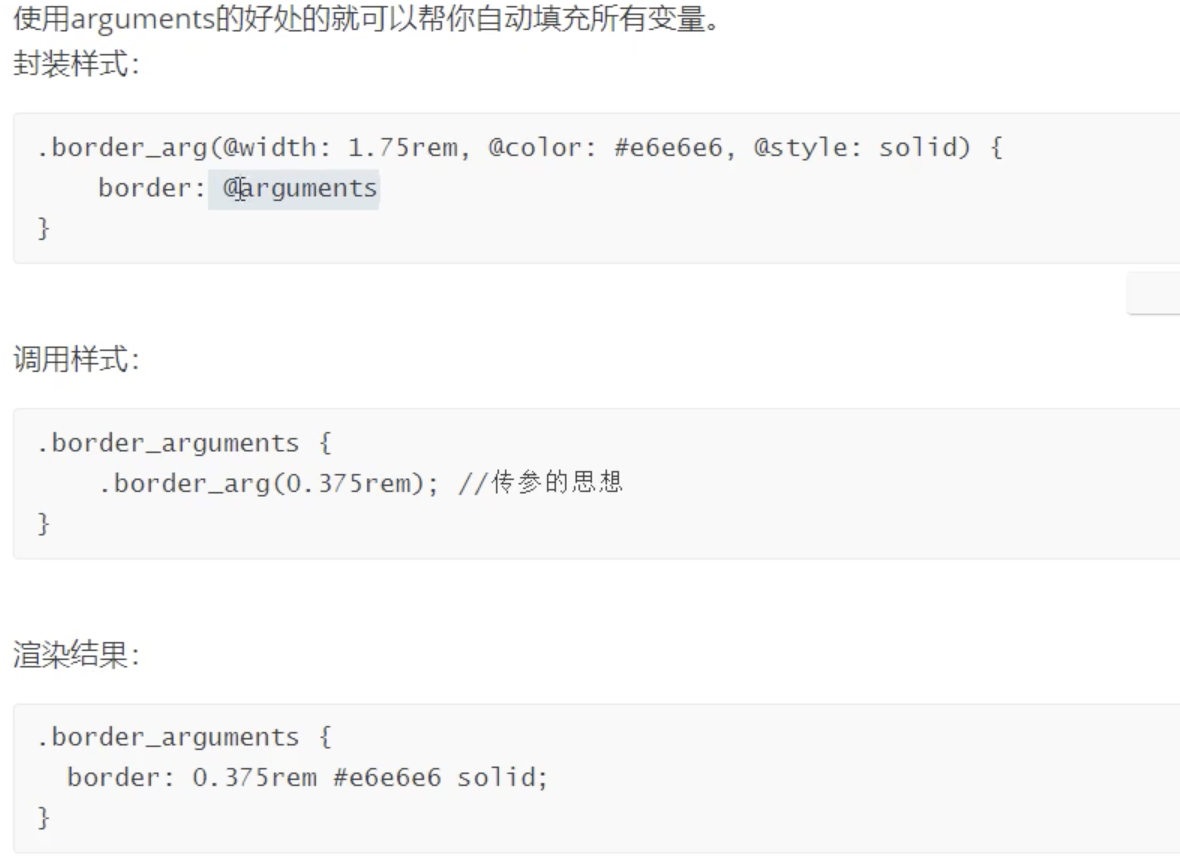 使用arguments的好处的就可以帮你自动填充所有变量。
封装样式：
.border_arg(@width: 1.75rem, @color: #e6e6e6, @style: solid) {
border: @arguments
}
调用样式：
.border_arguments {
.border_arg(0.375rem); //传参的思想
}
渲染结果：
.border_arguments {
border: 0.375rem #e6e6e6 solid;
}